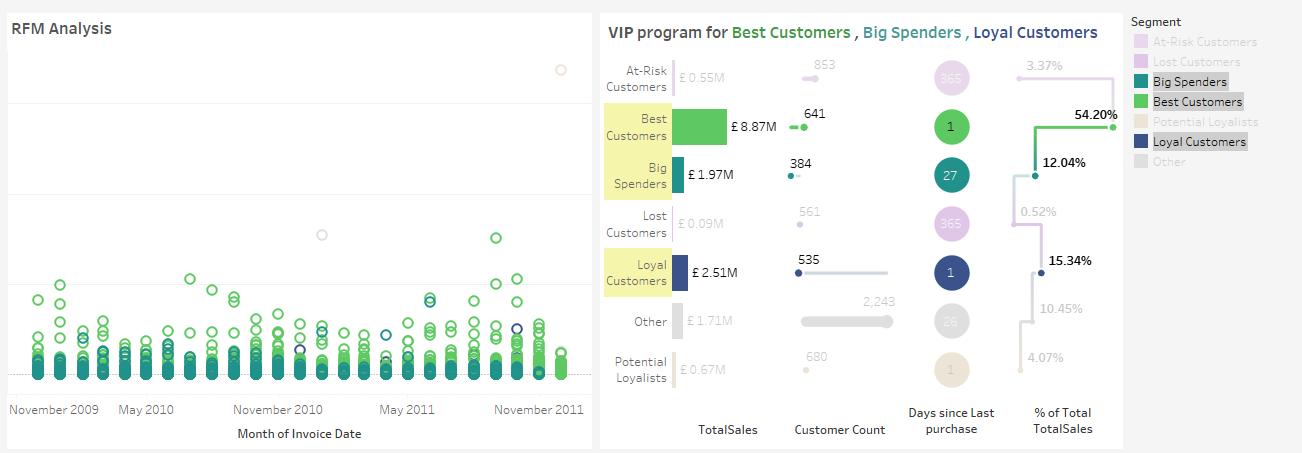 RFM Analysis
November 2009 May 2010 November 2010 May 2011 November 2011
Month of Invoice Date
VIP program for Best Customers , Big Spenders , Loyal Customers
At-Risk
Customers
£ 0.55M 853 365 3.37%
Best
Customers
£ 8.87M 641 1 54.20%
Big
Spenders
£ 1.97M 384 27 12.04%
Lost
Customers
£ 0.09M 561 365 0.52%
Loyal
Customers
£ 2.51M 535 1 15.34%
Other £ 1.71M 2,243 26 10.45%
Potential
Loyalists
£ 0.67M 680 1 4.07%
TotalSales
Customer Count
Days since Last
purchase
% of Total
TotalSales
Segment
At-Risk Customers
Lost Customers
Big Spenders
Best Customers
Potential Loyalists
Loyal Customers
Other